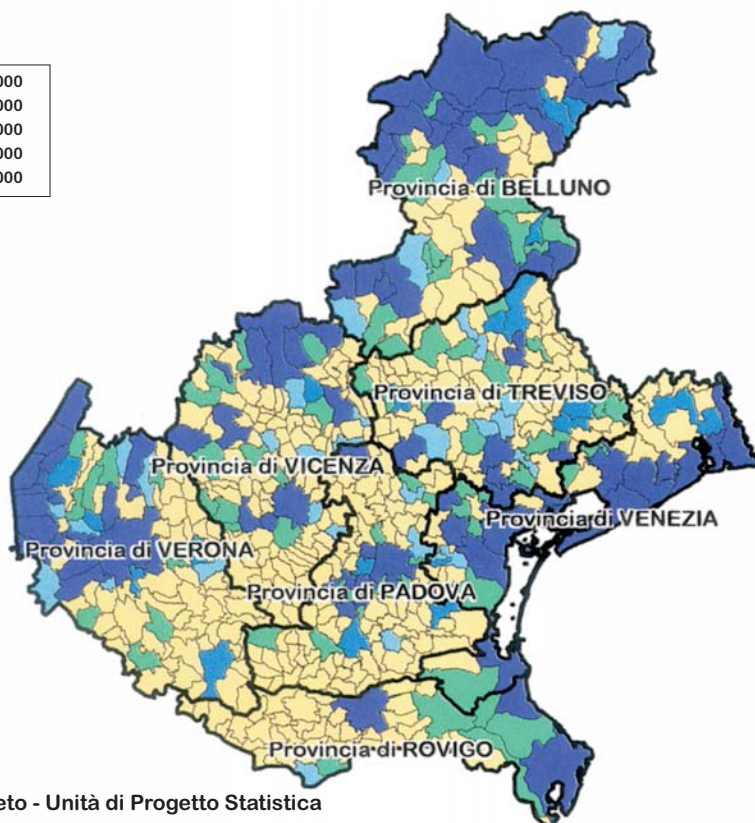 000
000
000
000
000
Provincia di BELLUNO
Provincia di TREVISO
Provincia di VICENZA
Provincia di VENEZIA
Provincia di VERONA
Provincia di PADOVA
Provincia di ROVIGO
eto - Unità di Progetto Statistica